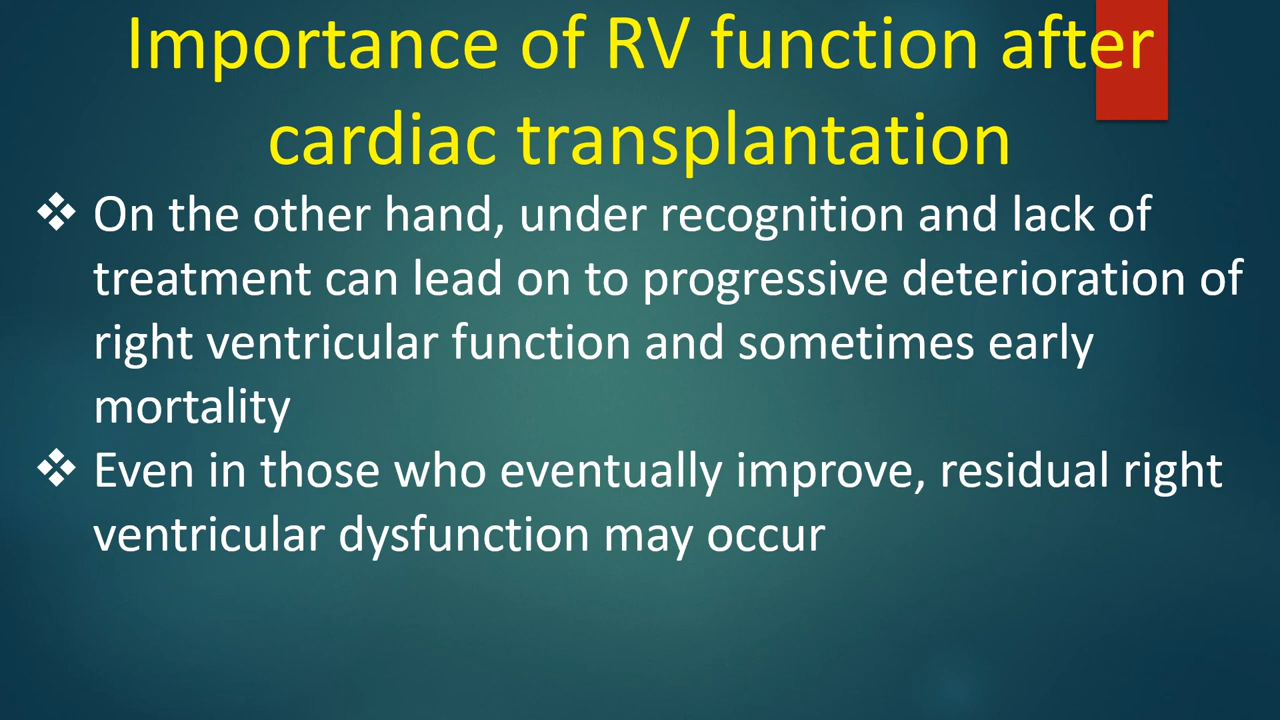 Importance of RV function after
cardiac transplantation
❖ On the other hand, under recognition and lack of
treatment can lead on to progressive deterioration of
right ventricular function and sometimes early
mortality
❖ Even in those who eventually improve, residual right
ventricular dysfunction may occur